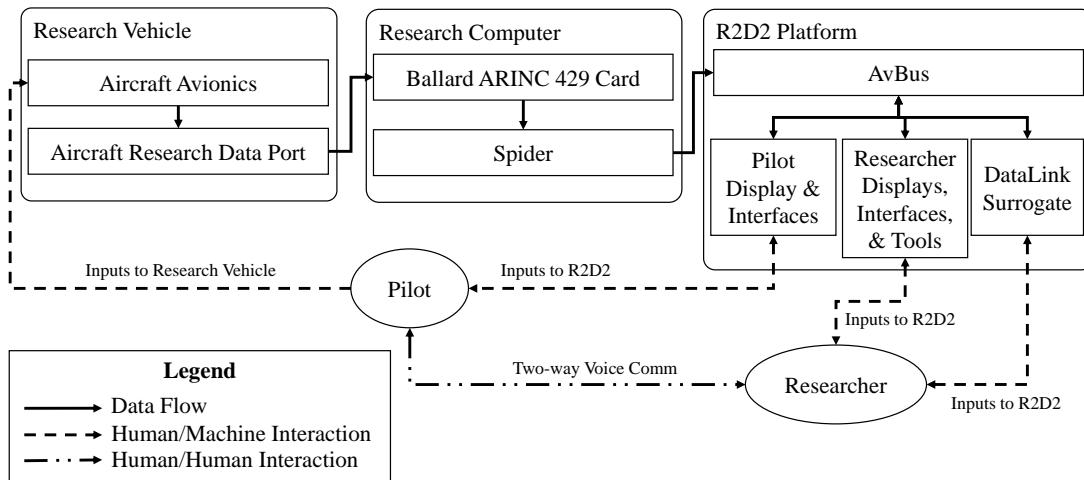 Research Vehicle
Aircraft Avionics
Aircraft Research Data Port
Research Computer
Ballard ARINC 429 Card
Spider
R2D2 Platform
AvBus
Pilot
Display &
Interfaces
Researcher
Displays,
Interfaces,
& Tools
DataLink
Surrogate
Inputs to Research Vehicle
Pilot
Inputs to R2D2
Inputs to R2D2
Two-way Voice Comm
Researcher
Inputs to R2D2
Legend
Data Flow
Human/Machine Interaction
Human/Human Interaction